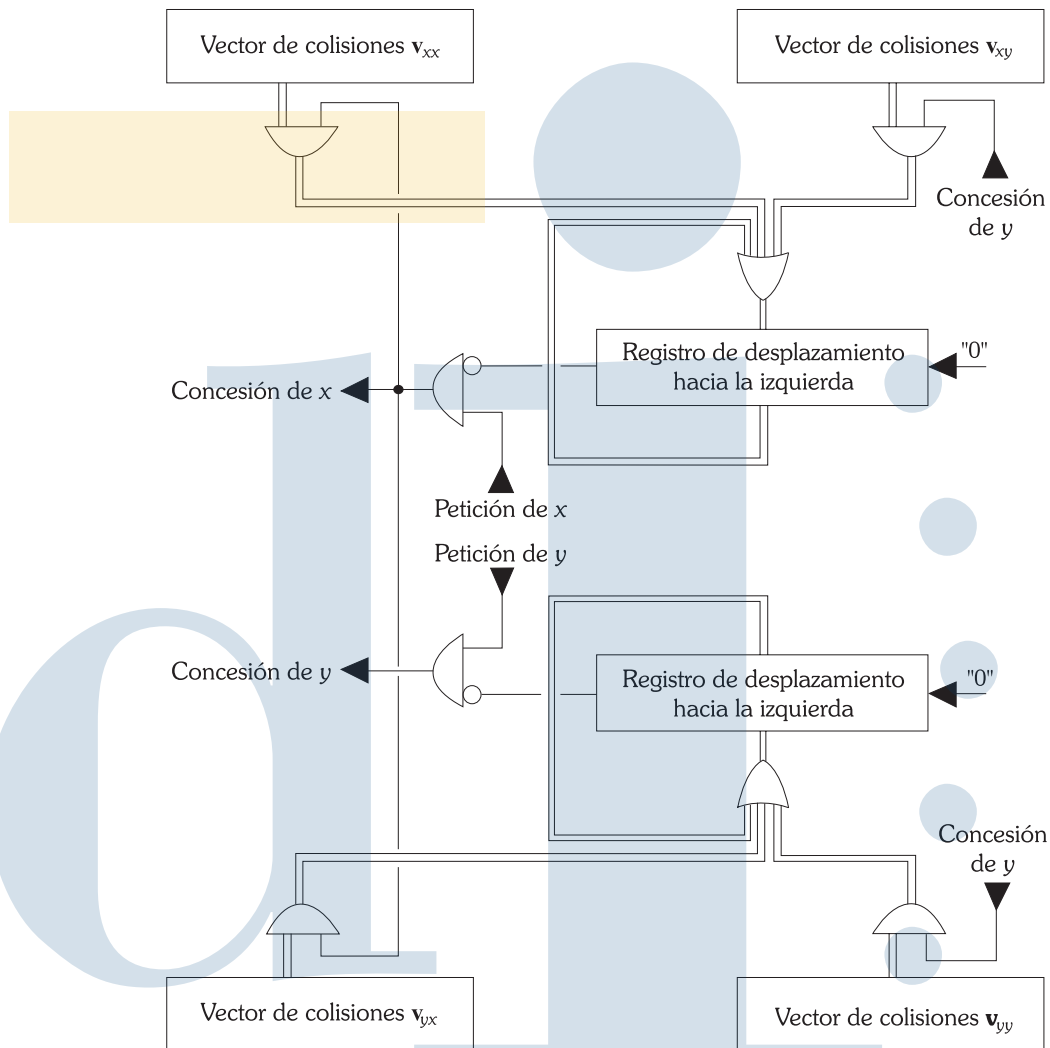 Vector de colisiones vxx
Vector de colisiones vxy
Concesión
de y
Registro de desplazamiento
hacia la izquierda
"0"
Concesión de x
Petición de x
Petición de y
Concesión de y
Registro de desplazamiento
hacia la izquierda
"0"
Concesión
de y
Vector de colisiones vyx
Vector de colisiones vyy